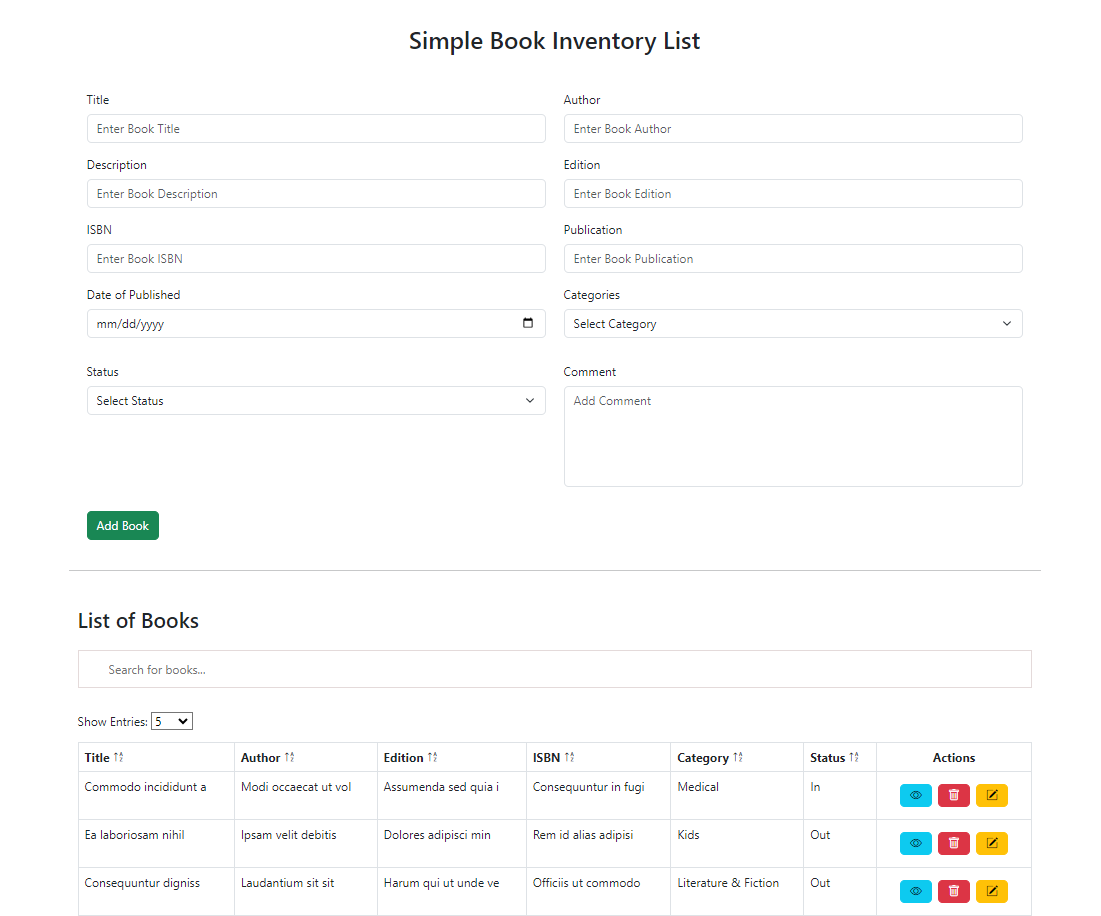 Simple Book Inventory List
Title Author
Enter Book Title Enter Book Author
Description Edition
Enter Book Description Enter Book Edition
ISBN Publication
Enter Book ISBN Enter Book Publication
Date of Published Categories
mm/dd/yyyy Select Category
Status Comment
Select Status Add Comment
Add Book
List of Books
Search for books...
Show Entries: 5
Title Author Edition ISBN Category Status Actions
Commodo incididunt a Modi occaecat ut vol Assumenda sed quia i Consequuntur in fugi Medical In
Ea laboriosam nihil Ipsam velit debitis Dolores adipisci min Rem id alias adipisi Kids Out
Consequuntur digniss Laudantium sit sit Harum qui ut unde ve Officiis ut commodo Literature & Fiction Out